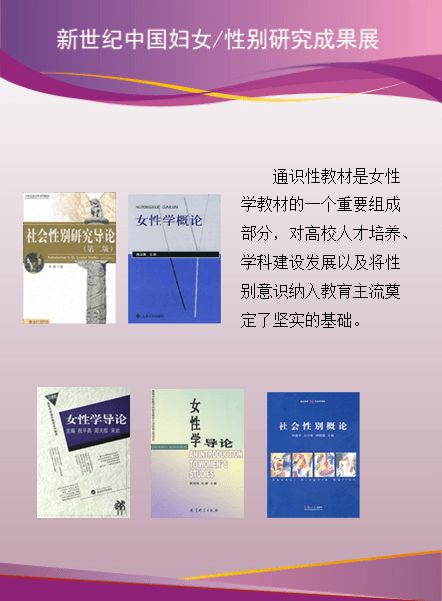 新世纪中国妇女/性别研究成果展
通识性教材是女性
学教材的一个重要组成
部分，对高校人才培养、
学科建设发展以及将性
别意识纳入教育主流奠
定了坚实的基础。
社会性别研究导论
（第二版）
Introduction to Gender Studies
女性学概论
女性学导论
女性学
导论
AN INTRODUCTION
TO WOMEN'S
STUDIES
社会性别概论